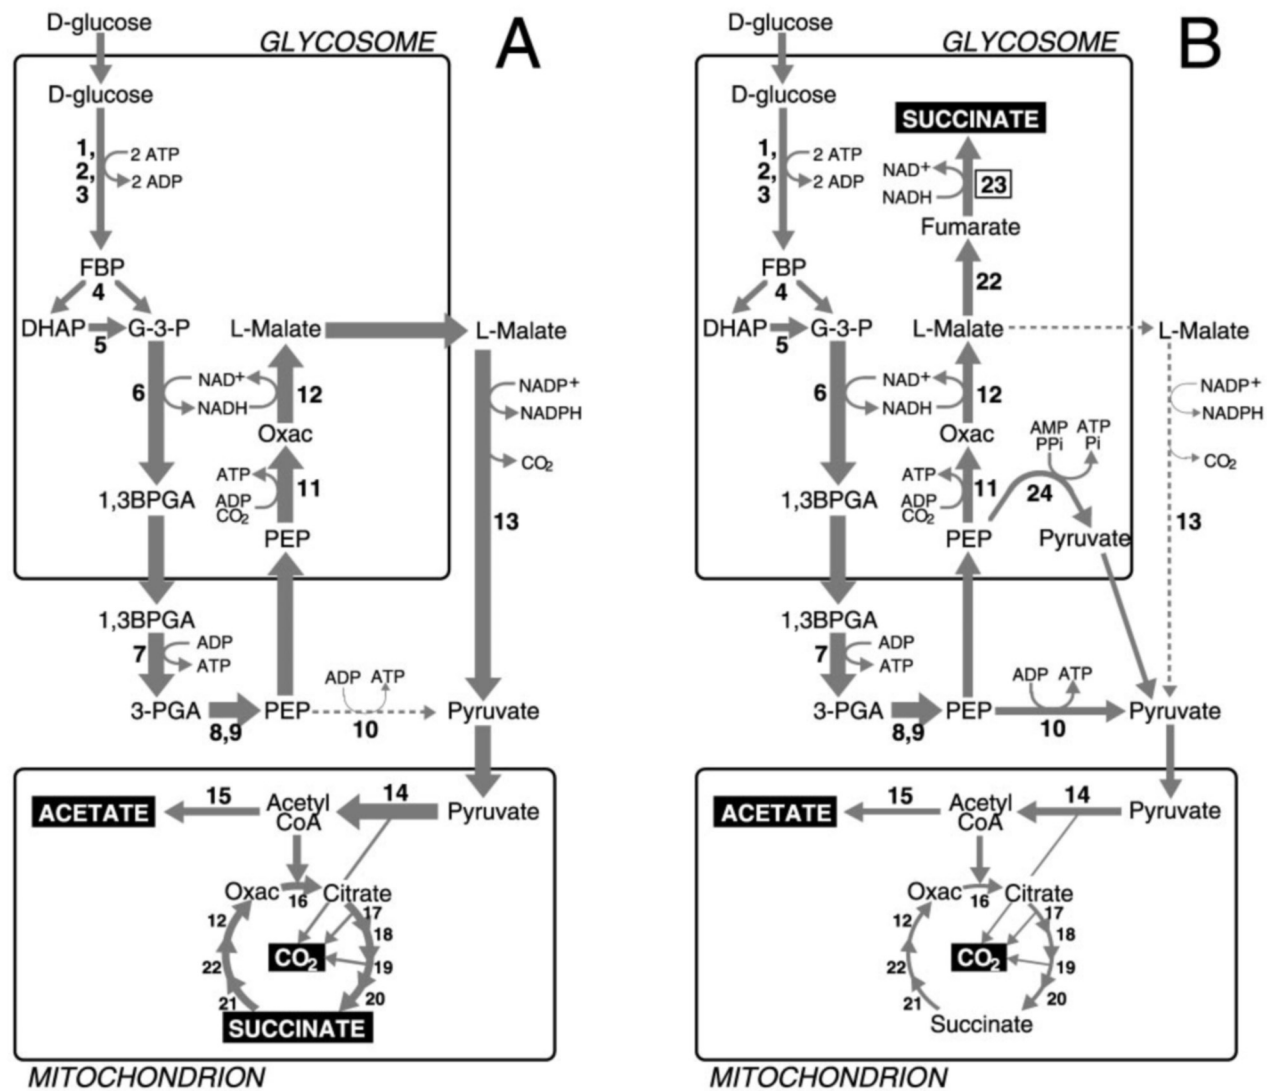 D-glucose
GLYCOSOME
A
D-glucose
1,
2 ATP
2,
2 ADP
3
FBP
4
DHAP
G-3-P
L-Malate
L-Malate
5
6
NAD+
NADH
12
NADP+
NADPH
Oxac
CO2
ATP
11
ADP
CO2
1,3BPGA
13
PEP
1,3BPGA
7
ADP
ATP
ADP
ATP
3-PGA
PEP
Pyruvate
8,9
10
ACETATE
15
Acetyl
CoA
14
Pyruvate
Oxac
16
Citrate
12
17
18
CO2
22
19
21
20
SUCCINATE
MITOCHONDRION
D-glucose
GLYCOSOME
B
D-glucose
SUCCINATE
1,
2 ATP
2,
2 ADP
3
NAD+
23
NADH
Fumarate
FBP
4
22
DHAP
G-3-P
L-Malate
L-Malate
5
6
NAD+
NADH
12
NADP+
NADPH
Oxac
AMP
PPi
ATP
Pi
CO2
ATP
11
24
ADP
CO2
1,3BPGA
13
PEP
Pyruvate
1,3BPGA
7
ADP
ATP
ADP
ATP
3-PGA
PEP
Pyruvate
8,9
10
ACETATE
15
Acetyl
CoA
14
Pyruvate
Oxac
16
Citrate
12
17
18
CO2
22
19
21
20
Succinate
MITOCHONDRION